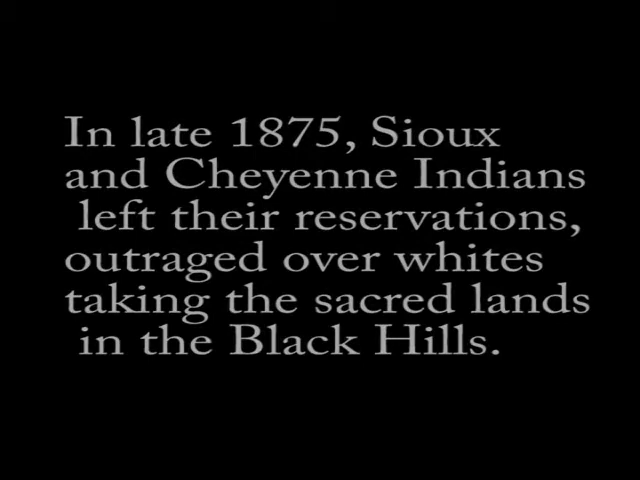 In late 1875, Sioux
and Cheyenne Indians
left their reservations,
outraged over whites
taking the sacred lands
in the Black Hills.